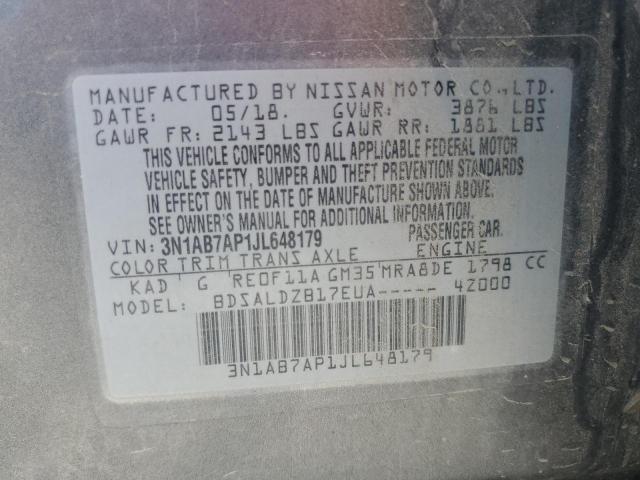 MANUFACTURED BY NISSAN MOTOR CO., LTD.
DATE: 05/18. GVWR: 3876 LBS
GAWR FR: 2143 LBS GAWR RR: 1881 LBS
THIS VEHICLE CONFORMS TO ALL APPLICABLE FEDERAL MOTOR
VEHICLE SAFETY, BUMPER AND THEFT PREVENTION STANDARDS
IN EFFECT ON THE DATE OF MANUFACTURE SHOWN ABOVE.
SEE OWNER'S MANUAL FOR ADDITIONAL INFORMATION.
VIN: 3N1AB7AP1JL648179 PASSENGER CAR.
COLOR TRIM TRANS AXLE ENGINE
KAD G RE0F11A GM35 MRA8DE 1798 CC
MODEL: BDSALDZB17EUA----- 4Z000
3N1AB7AP1JL648179